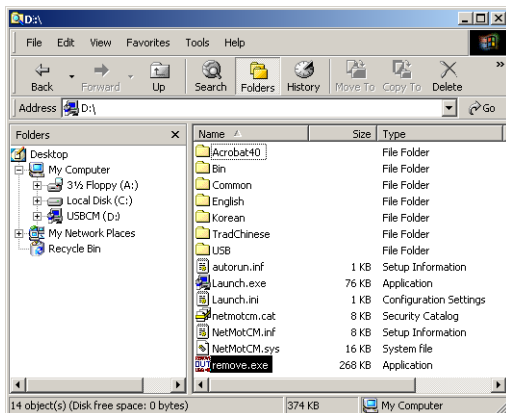 D:\
File Edit View Favorites Tools Help
Back Forward Up Search Folders History Move To Copy To Delete »
Address D:\ Go
Folders x
Desktop
My Computer
3½ Floppy (A:)
Local Disk (C:)
USBCM (D:)
My Network Places
Recycle Bin
Name Size Type
Acrobat40 File Folder
Bin File Folder
Common File Folder
English File Folder
Korean File Folder
TradChinese File Folder
USB File Folder
autorun.inf 1 KB Setup Information
Launch.exe 76 KB Application
Launch.ini 1 KB Configuration Settings
netmotcm.cat 8 KB Security Catalog
NetMotCM.inf 8 KB Setup Information
NetMotCM.sys 16 KB System file
remove.exe 268 KB Application
14 object(s) (Disk free space: 0 bytes) 374 KB My Computer